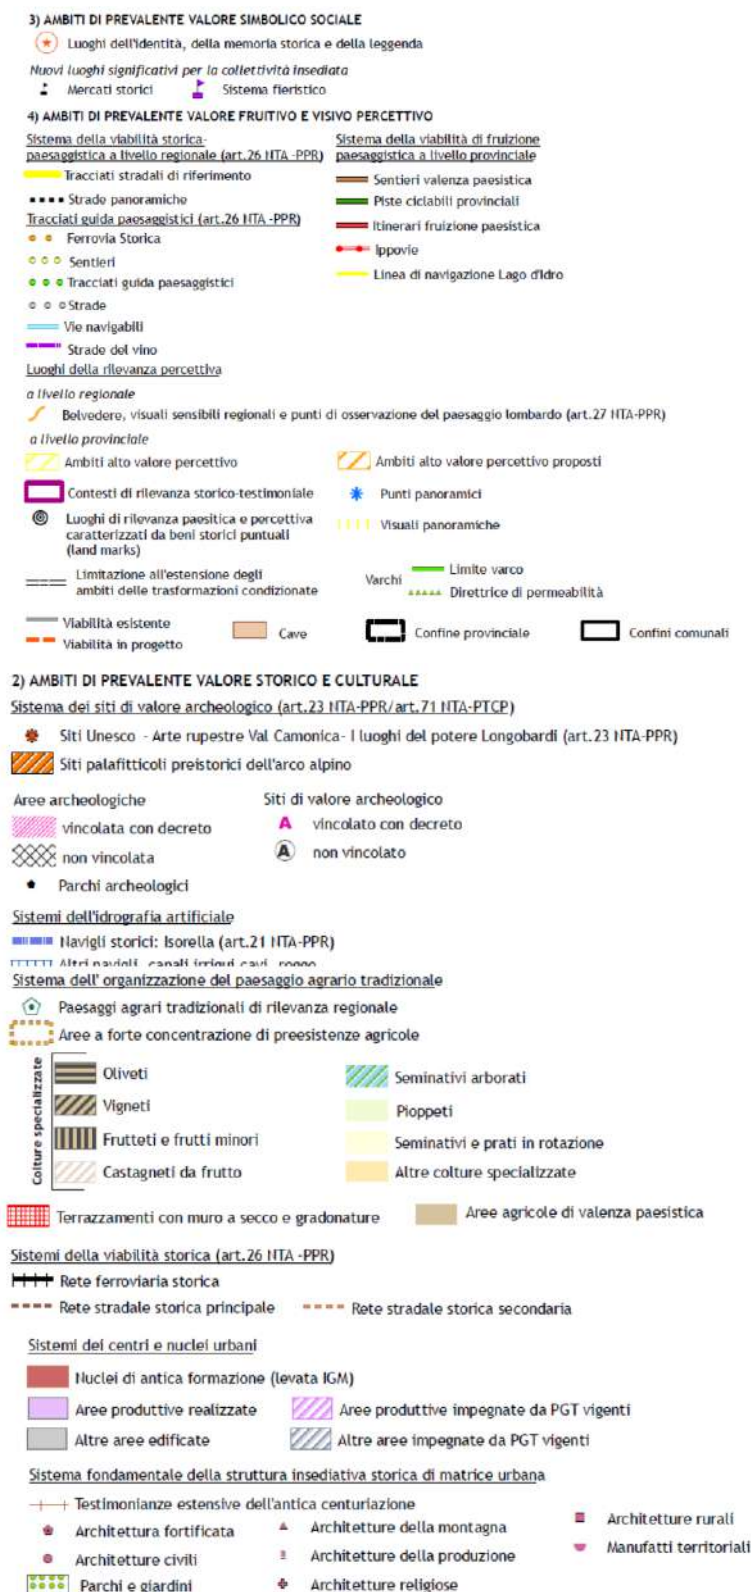 3) AMBITI DI PREVALENTE VALORE SIMBOLICO SOCIALE
Luoghi dell'identità, della memoria storica e della leggenda
Nuovi luoghi significativi per la collettività insediata
Mercati storici
Sistema fieristico
4) AMBITI DI PREVALENTE VALORE FRUITIVO E VISIVO PERCETTIVO
Sistema della viabilità storica-
paesaggistica a livello regionale (art.26 NTA -PPR)
Tracciati stradali di riferimento
Strade panoramiche
Tracciati guida paesaggistici (art.26 NTA -PPR)
Ferrovia Storica
Sentieri
Tracciati guida paesaggistici
Strade
Vie navigabili
Strade del vino
Sistema della viabilità di fruizione
paesaggistica a livello provinciale
Sentieri valenza paesistica
Piste ciclabili provinciali
Itinerari fruizione paesistica
Ippovie
Linea di navigazione Lago d'Idro
Luoghi della rilevanza percettiva
a livello regionale
Belvedere, visuali sensibili regionali e punti di osservazione del paesaggio lombardo (art.27 NTA-PPR)
a livello provinciale
Ambiti alto valore percettivo
Ambiti alto valore percettivo proposti
Contesti di rilevanza storico-testimoniale
Punti panoramici
Luoghi di rilevanza paesitica e percettiva
caratterizzati da beni storici puntuali
(land marks)
Visuali panoramiche
Limitazione all'estensione degli
ambiti delle trasformazioni condizionate
Varchi
Limite varco
Direttrice di permeabilità
Viabilità esistente
Viabilità in progetto
Cave
Confine provinciale
Confini comunali
2) AMBITI DI PREVALENTE VALORE STORICO E CULTURALE
Sistema dei siti di valore archeologico (art.23 NTA-PPR/art.71 NTA-PTCP)
Siti Unesco - Arte rupestre Val Camonica- I luoghi del potere Longobardi (art.23 NTA-PPR)
Siti palafitticoli preistorici dell'arco alpino
Aree archeologiche
vincolata con decreto
non vincolata
Parchi archeologici
Siti di valore archeologico
A vincolato con decreto
A non vincolato
Sistemi dell'idrografia artificiale
Navigli storici: Isorella (art.21 NTA-PPR)
Altri navigli, canali irrigui cavi, rogge
Sistema dell' organizzazione del paesaggio agrario tradizionale
Paesaggi agrari tradizionali di rilevanza regionale
Aree a forte concentrazione di preesistenze agricole
Colture specializzate
Oliveti
Vigneti
Frutteti e frutti minori
Castagneti da frutto
Seminativi arborati
Pioppeti
Seminativi e prati in rotazione
Altre colture specializzate
Terrazzamenti con muro a secco e gradonature
Aree agricole di valenza paesistica
Sistemi della viabilità storica (art.26 NTA -PPR)
Rete ferroviaria storica
Rete stradale storica principale
Rete stradale storica secondaria
Sistemi dei centri e nuclei urbani
Nuclei di antica formazione (levata IGM)
Aree produttive realizzate
Aree produttive impegnate da PGT vigenti
Altre aree edificate
Altre aree impegnate da PGT vigenti
Sistema fondamentale della struttura insediativa storica di matrice urbana
Testimonianze estensive dell'antica centuriazione
Architettura fortificata
Architetture civili
Parchi e giardini
Architetture della montagna
Architetture della produzione
Architetture religiose
Architetture rurali
Manufatti territoriali